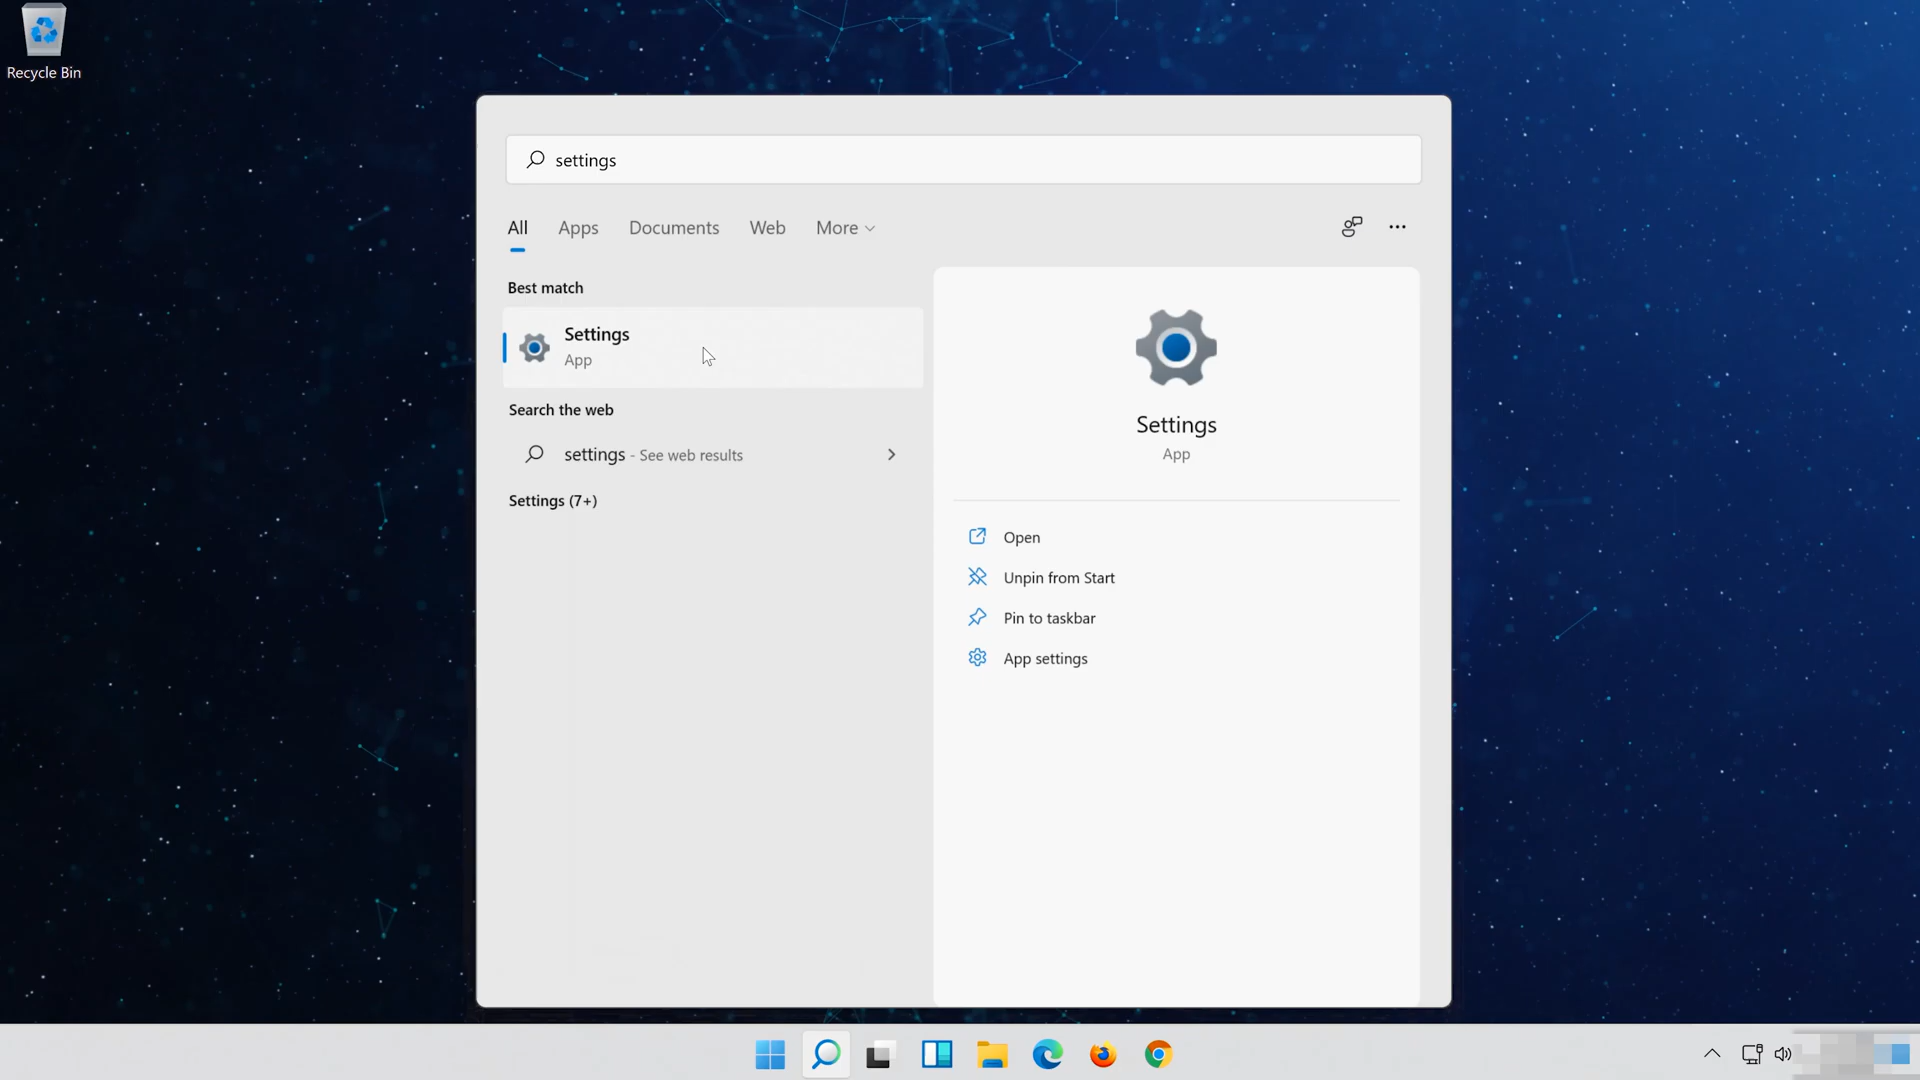 Recycle Bin
settings
All Apps Documents Web More
Best match
Settings
App
Search the web
settings - See web results
Settings (7+)
Settings
App
Open
Unpin from Start
Pin to taskbar
App settings